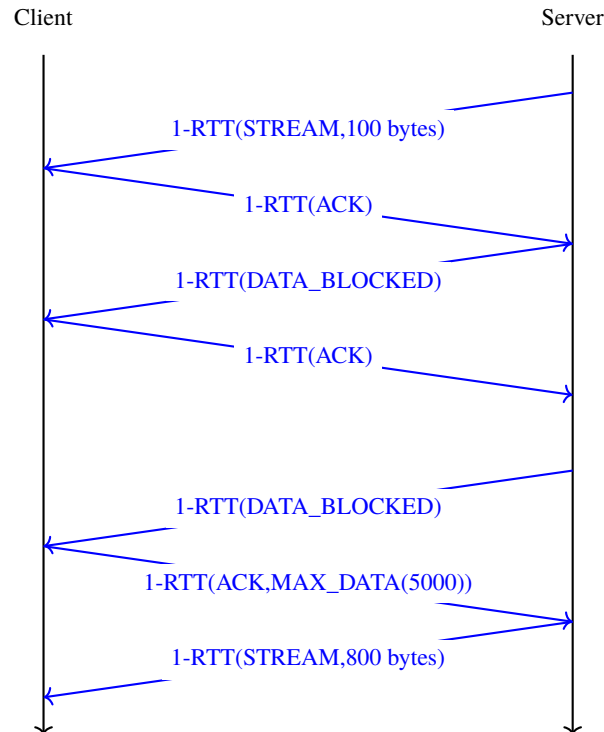 Client
Server
1-RTT(STREAM,100 bytes)
1-RTT(ACK)
1-RTT(DATA_BLOCKED)
1-RTT(ACK)
1-RTT(DATA_BLOCKED)
1-RTT(ACK,MAX_DATA(5000))
1-RTT(STREAM,800 bytes)